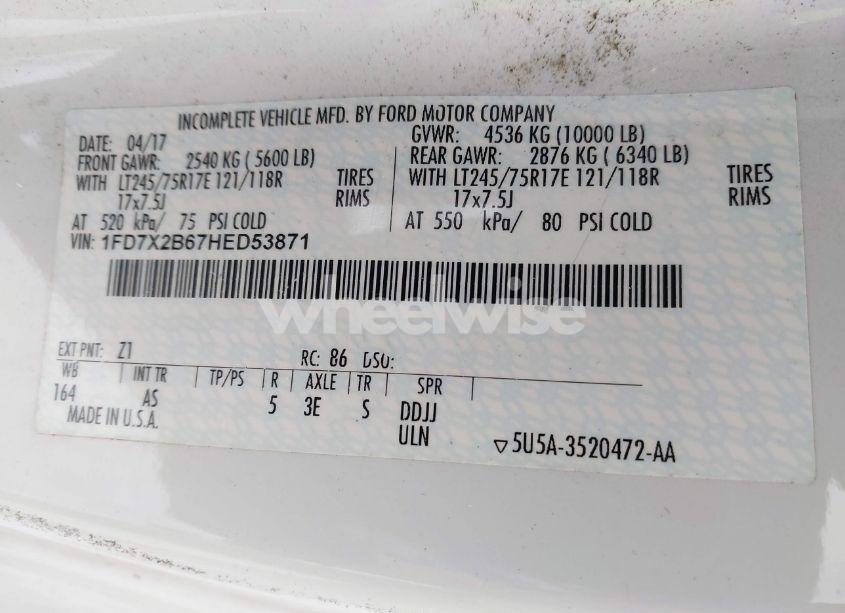 INCOMPLETE VEHICLE MFD. BY FORD MOTOR COMPANY
DATE: 04/17 GVWR: 4536 KG (10000 LB)
FRONT GAWR: 2540 KG ( 5600 LB) REAR GAWR: 2876 KG ( 6340 LB)
WITH LT245/75R17E 121/118R TIRES WITH LT245/75R17E 121/118R TIRES
17x7.5J RIMS 17x7.5J RIMS
AT 520 kPa/ 75 PSI COLD AT 550 kPa/ 80 PSI COLD
VIN: 1FD7X2B67HED53871
wheelwise
EXT PNT: Z1 RC: 86 DSO:
WB INT TR TP/PS R AXLE TR SPR
164 AS 5 3E S DDJJ
MADE IN U.S.A. ULN
5U5A-3520472-AA